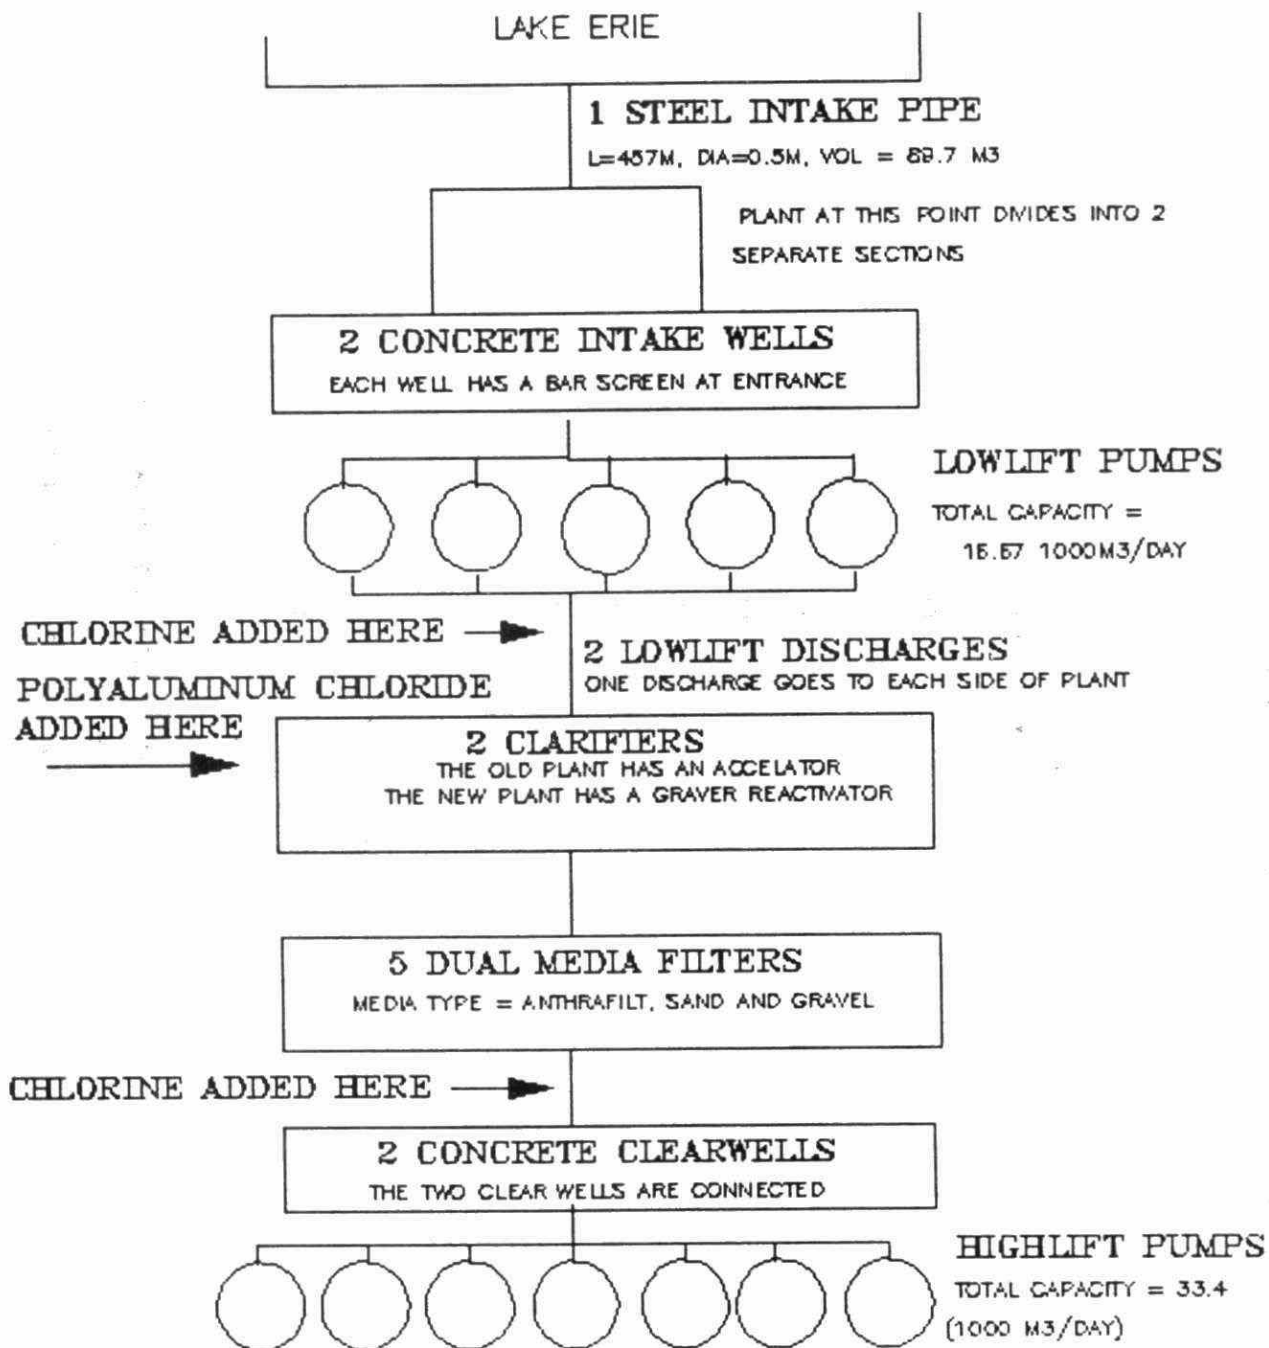 LAKE ERIE
1 STEEL INTAKE PIPE
L=457M, DIA=0.5M, VOL = 89.7 M3
PLANT AT THIS POINT DIVIDES INTO 2
SEPARATE SECTIONS
2 CONCRETE INTAKE WELLS
EACH WELL HAS A BAR SCREEN AT ENTRANCE
LOWLIFT PUMPS
TOTAL CAPACITY =
1000M3/DAY
CHLORINE ADDED HERE
2 LOWLIFT DISCHARGES
ONE DISCHARGE GOES TO EACH SIDE OF PLANT
POLYALUMINUM CHLORIDE
ADDED HERE
2 CLARIFIERS
THE OLD PLANT HAS AN ACCELATOR
THE NEW PLANT HAS A GRAVER REACTIVATOR
5 DUAL MEDIA FILTERS
MEDIA TYPE = ANTHRAFILT, SAND AND GRAVEL
CHLORINE ADDED HERE
2 CONCRETE CLEARWELLS
THE TWO CLEAR WELLS ARE CONNECTED
HIGHLIFT PUMPS
TOTAL CAPACITY = 33.4
(1000 M3/DAY)